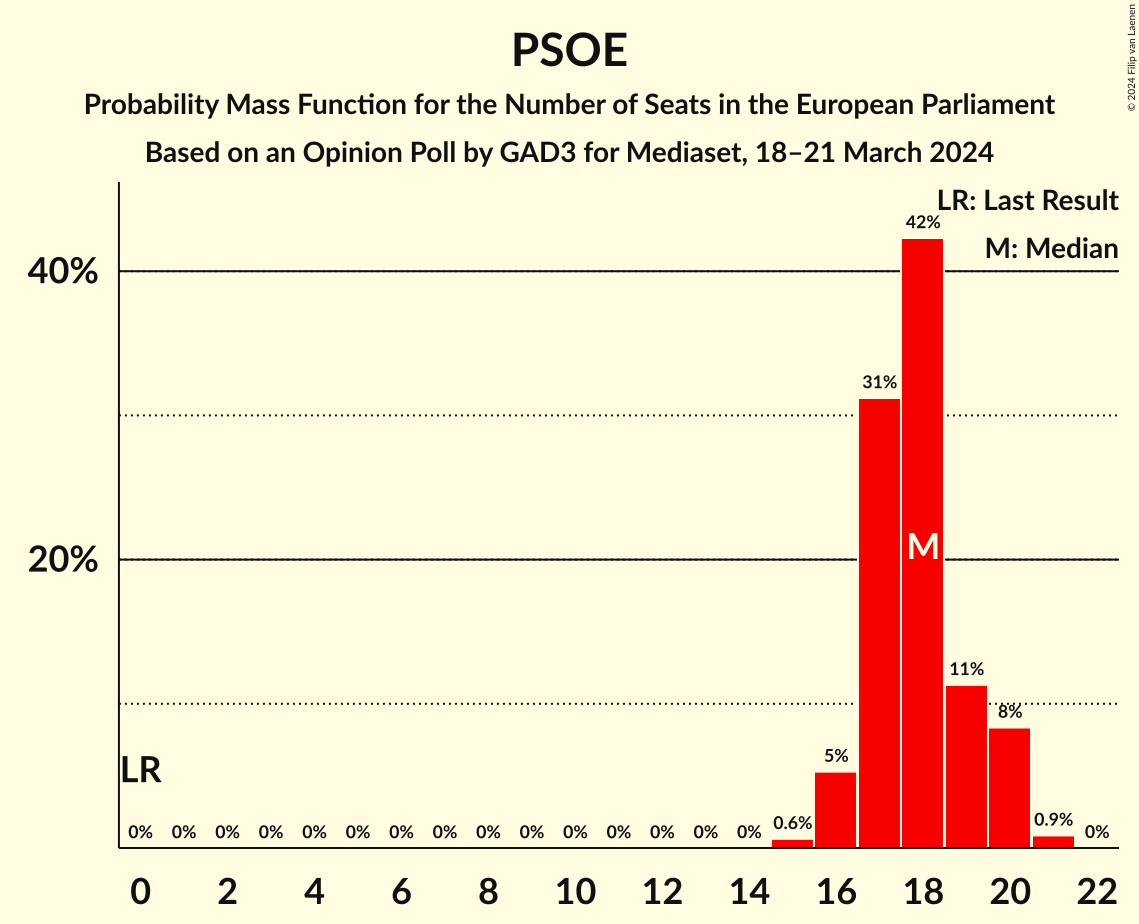 PSOE
Probability Mass Function for the Number of Seats in the European Parliament
Based on an Opinion Poll by GAD3 for Mediaset, 18–21 March 2024
© 2024 Filip van Laenen
LR: Last Result
M: Median
40%
20%
LR
M
0% 0% 0% 0% 0% 0% 0% 0% 0% 0% 0% 0% 0% 0% 0% 0.6% 5% 31% 42% 11% 8% 0.9% 0%
0 2 4 6 8 10 12 14 16 18 20 22